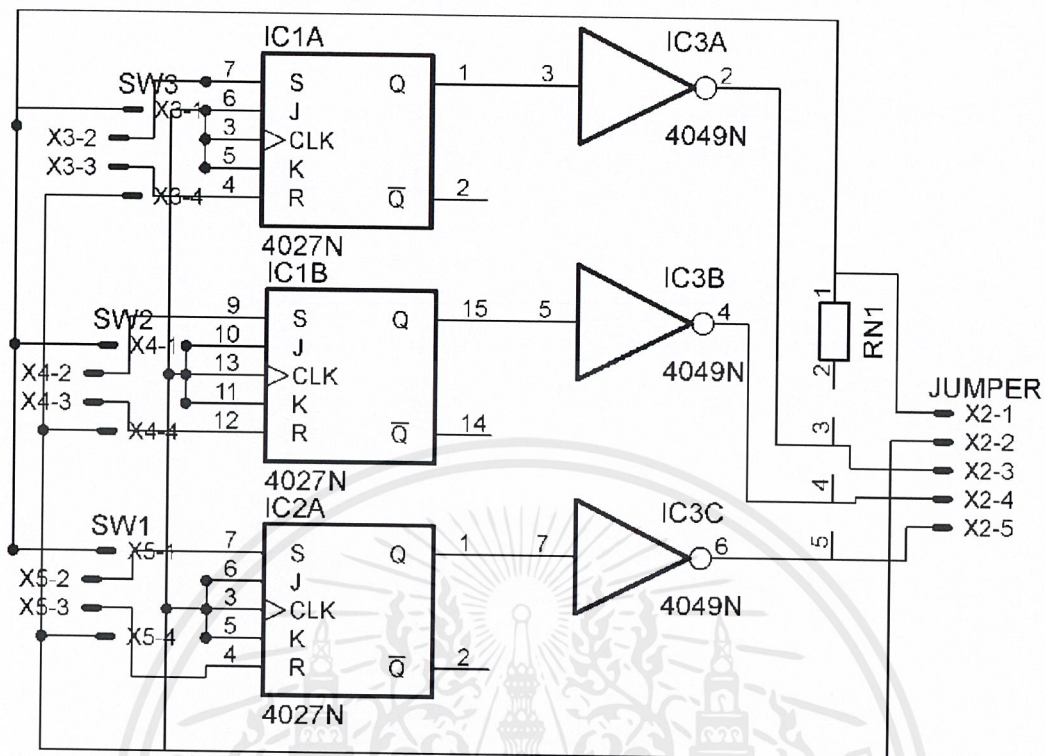 IC1A
SW3
7
S
Q
1
X3-1
6
J
X3-2
3
CLK
X3-3
5
K
X3-4
4
R
Q
2
4027N
3
IC3A
2
4049N
IC1B
SW2
9
S
Q
15
X4-1
10
J
X4-2
13
CLK
X4-3
11
K
X4-4
12
R
Q
14
4027N
5
IC3B
4
4049N
IC2A
SW1
7
S
Q
1
X5-1
6
J
X5-2
3
CLK
X5-3
5
K
X5-4
4
R
Q
2
4027N
7
IC3C
6
4049N
1
RN1
2
3
4
5
JUMPER
X2-1
X2-2
X2-3
X2-4
X2-5